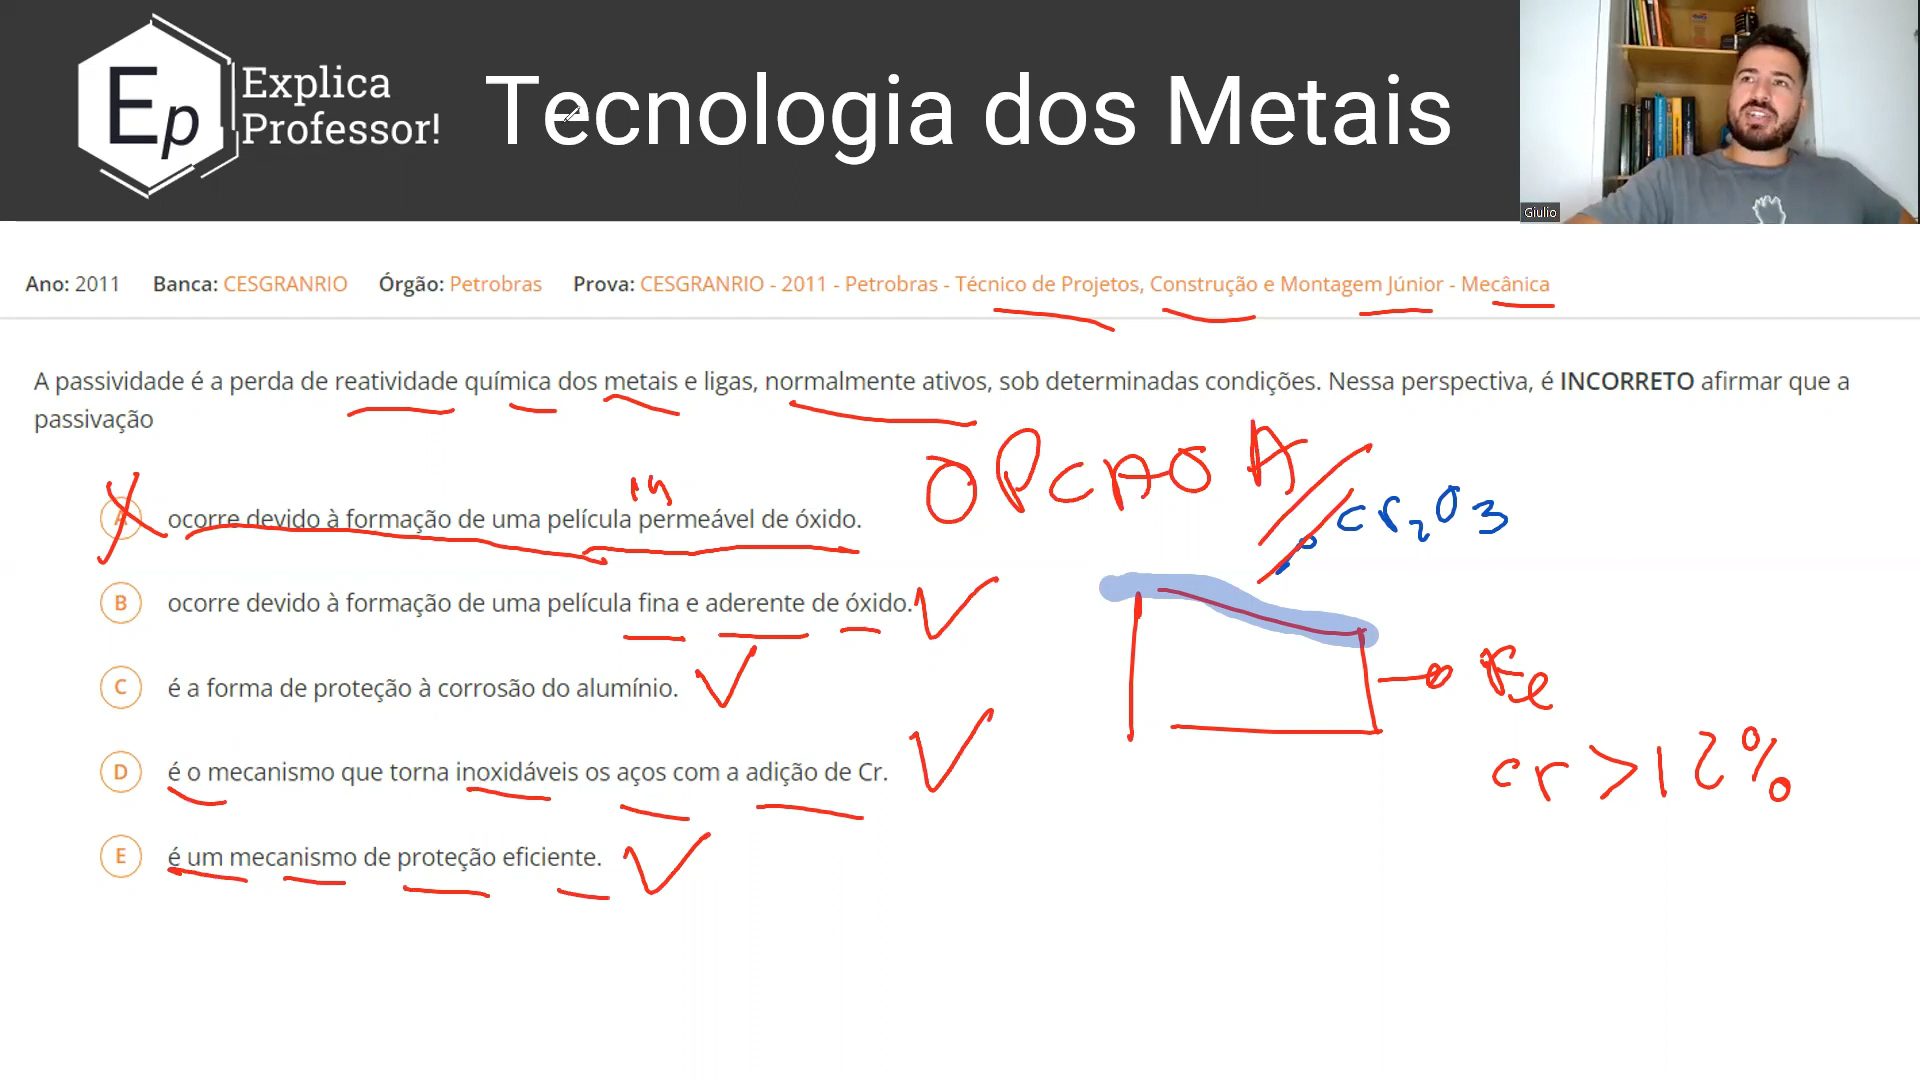 Ep
Explica
Professor!
Tecnologia dos Metais
Giulio
Ano: 2011 Banca: CESGRANRIO Órgão: Petrobras Prova: CESGRANRIO - 2011 - Petrobras - Técnico de Projetos, Construção e Montagem Júnior - Mecânica
A passividade é a perda de reatividade química dos metais e ligas, normalmente ativos, sob determinadas condições. Nessa perspectiva, é INCORRETO afirmar que a
passivação
OPCAO A
A ocorre devido à formação de uma película permeável de óxido.
Cr2O3
B ocorre devido à formação de uma película fina e aderente de óxido.
C é a forma de proteção à corrosão do alumínio.
Fe
D é o mecanismo que torna inoxidáveis os aços com a adição de Cr.
cr > 12%
E é um mecanismo de proteção eficiente.